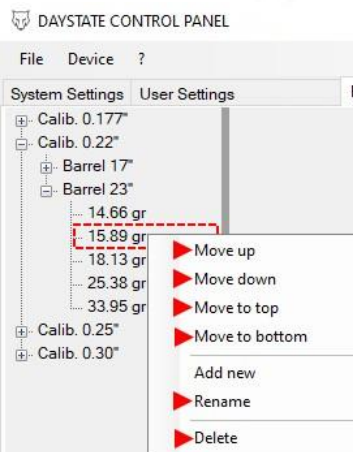 DAYSTATE CONTROL PANEL
File Device ?
System Settings User Settings
Calib. 0.177"
Calib. 0.22"
Barrel 17"
Barrel 23"
14.66 gr
15.89 gr
18.13 gr
25.38 gr
33.95 gr
Calib. 0.25"
Calib. 0.30"
Move up
Move down
Move to top
Move to bottom
Add new
Rename
Delete